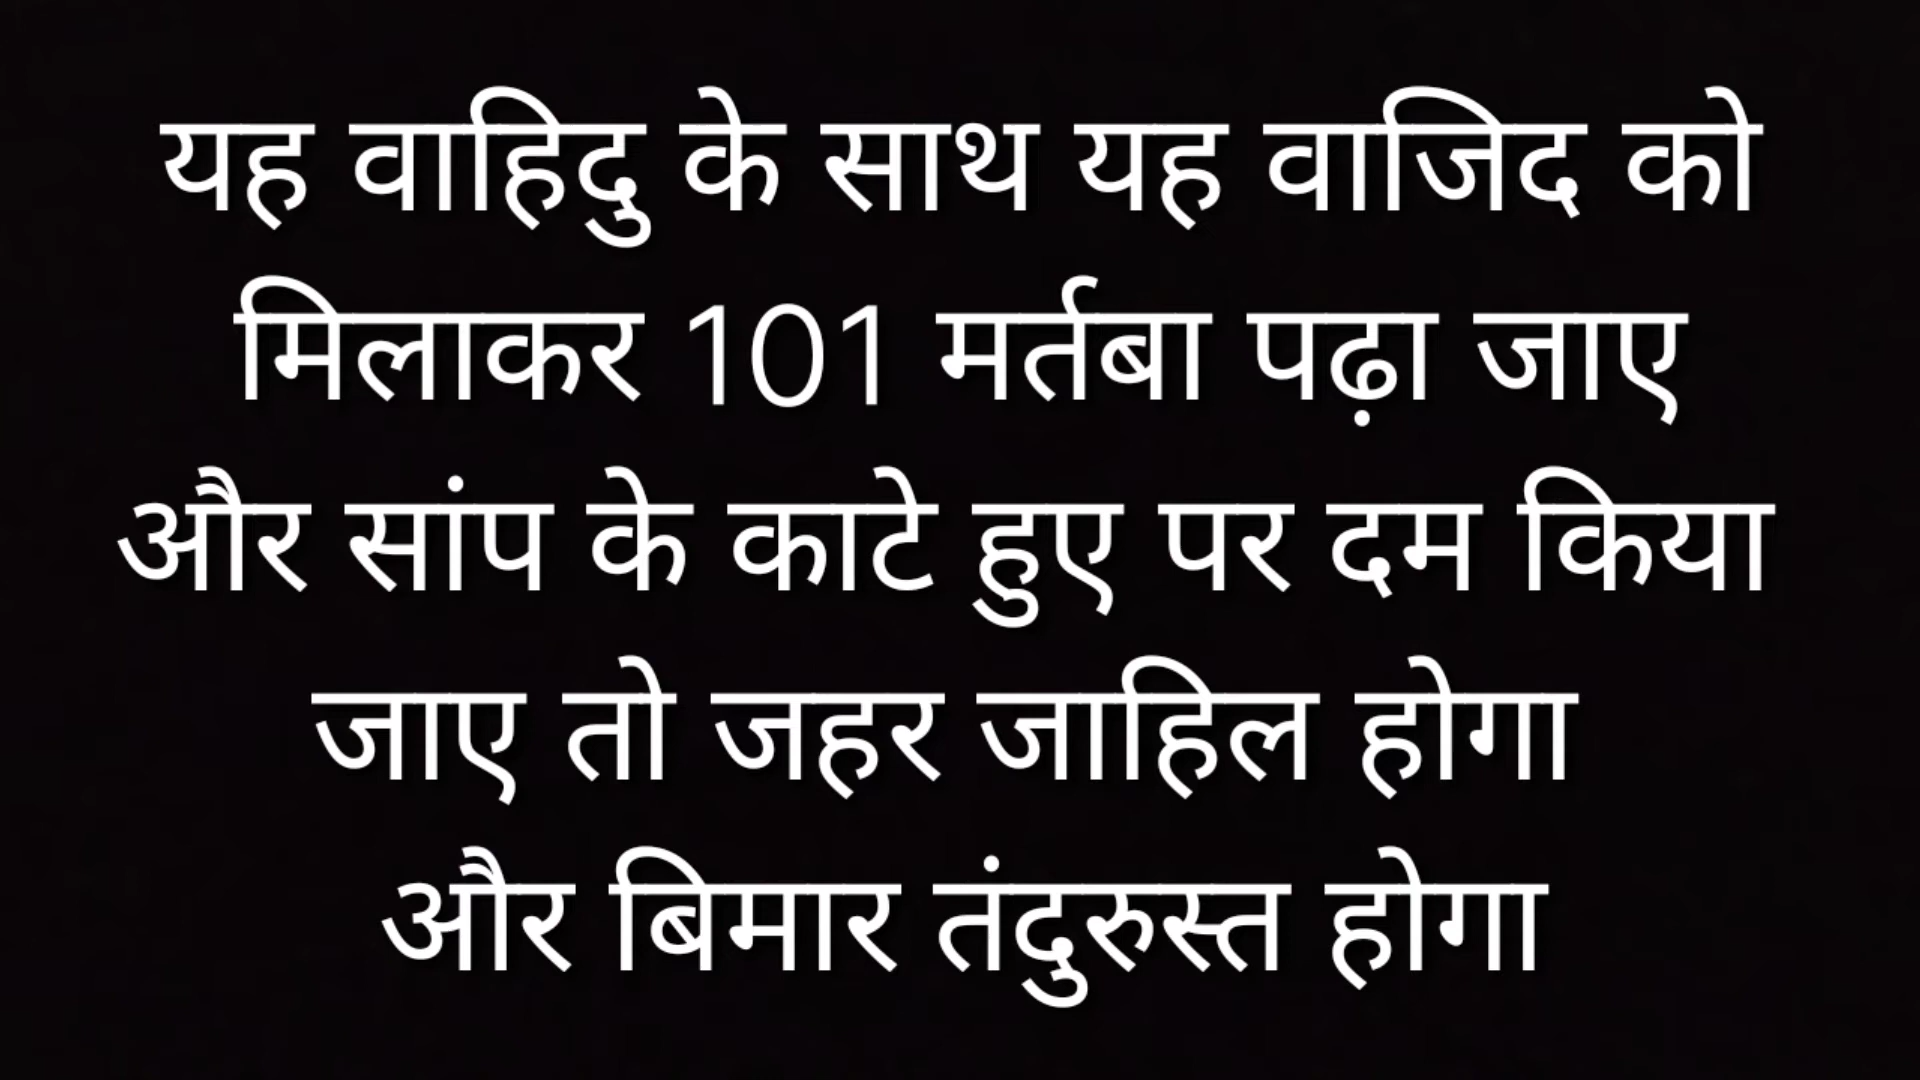 यह वाहिदु के साथ यह वाजिद को
मिलाकर 101 मर्तबा पढ़ा जाए
और सांप के काटे हुए पर दम किया
जाए तो जहर जाहिल होगा
और बिमार तंदुरुस्त होगा